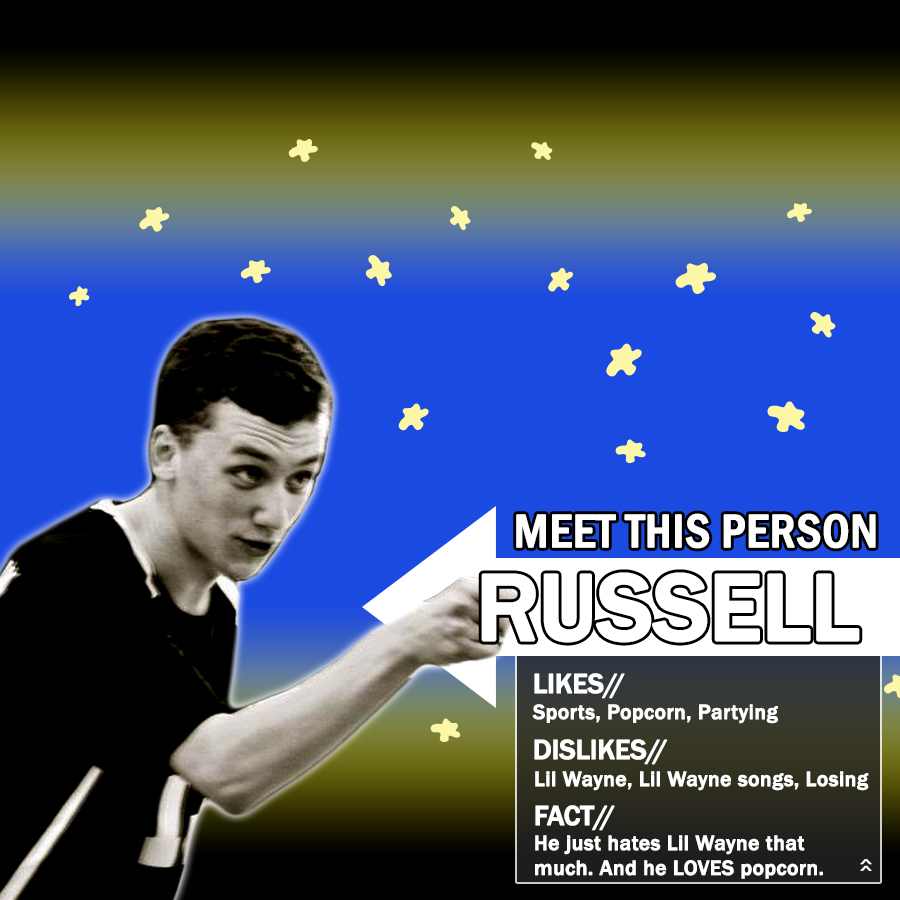 MEET THIS PERSON
RUSSELL
LIKES//
Sports, Popcorn, Partying
DISLIKES//
Lil Wayne, Lil Wayne songs, Losing
FACT//
He just hates Lil Wayne that
much. And he LOVES popcorn.